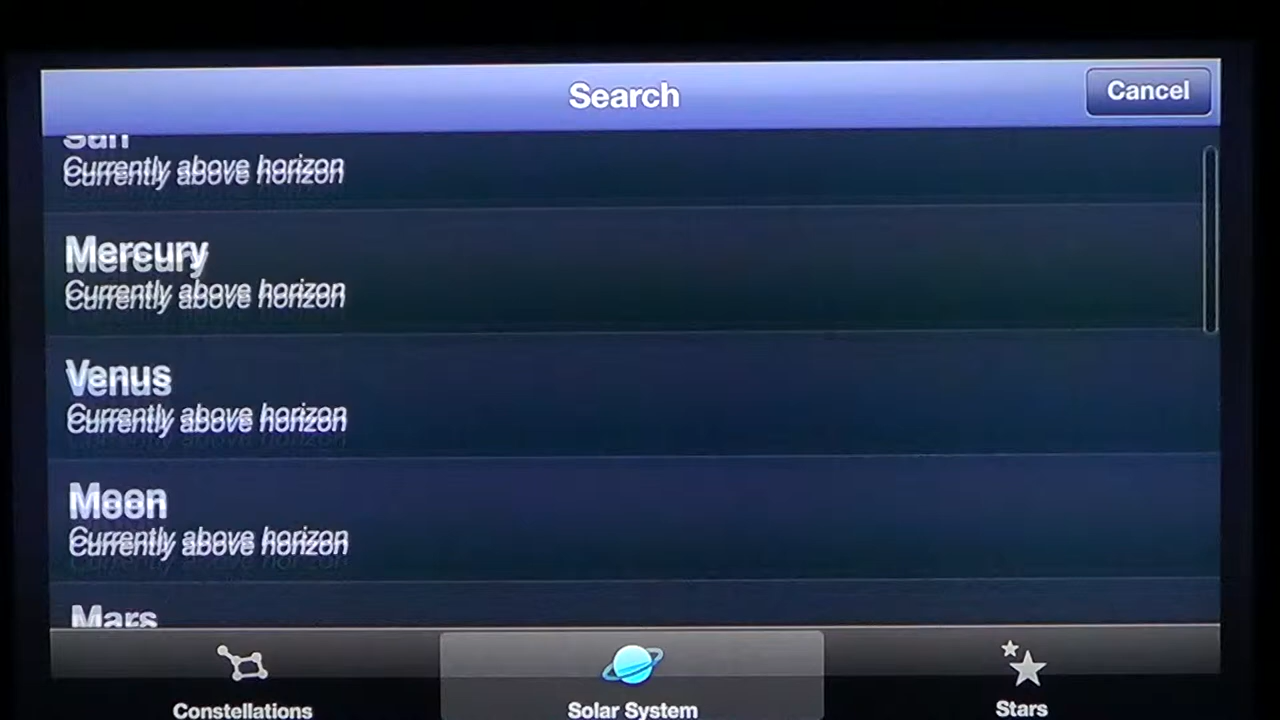 Search
Cancel
Sun
Currently above horizon
Mercury
Currently above horizon
Venus
Currently above horizon
Moon
Currently above horizon
Mars
Constellations
Solar System
Stars